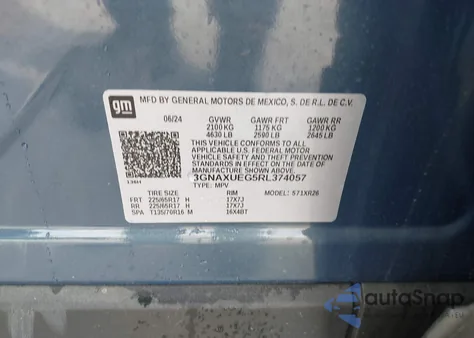 gm
MFD BY GENERAL MOTORS DE MEXICO, S. DE R.L. DE C.V.
06/24 GVWR GAWR FRT GAWR RR
2100 KG 1175 KG 1200 KG
4630 LB 2590 LB 2645 LB
THIS VEHICLE CONFORMS TO ALL
APPLICABLE U.S. FEDERAL MOTOR
VEHICLE SAFETY, BUMPER, AND
THEFT PREVENTION STANDARDS
IN EFFECT ON THE DATE OF
MANUFACTURE SHOWN ABOVE.
3GNAXUEG5RL374057
TYPE: MPV MODEL: S71XR26
TIRE SIZE RIM
FRT 225/65R17 H 17X7J
RR 225/65R17 H 17X7J
SPA T135/70R16 M 16X4BT
autoSnap